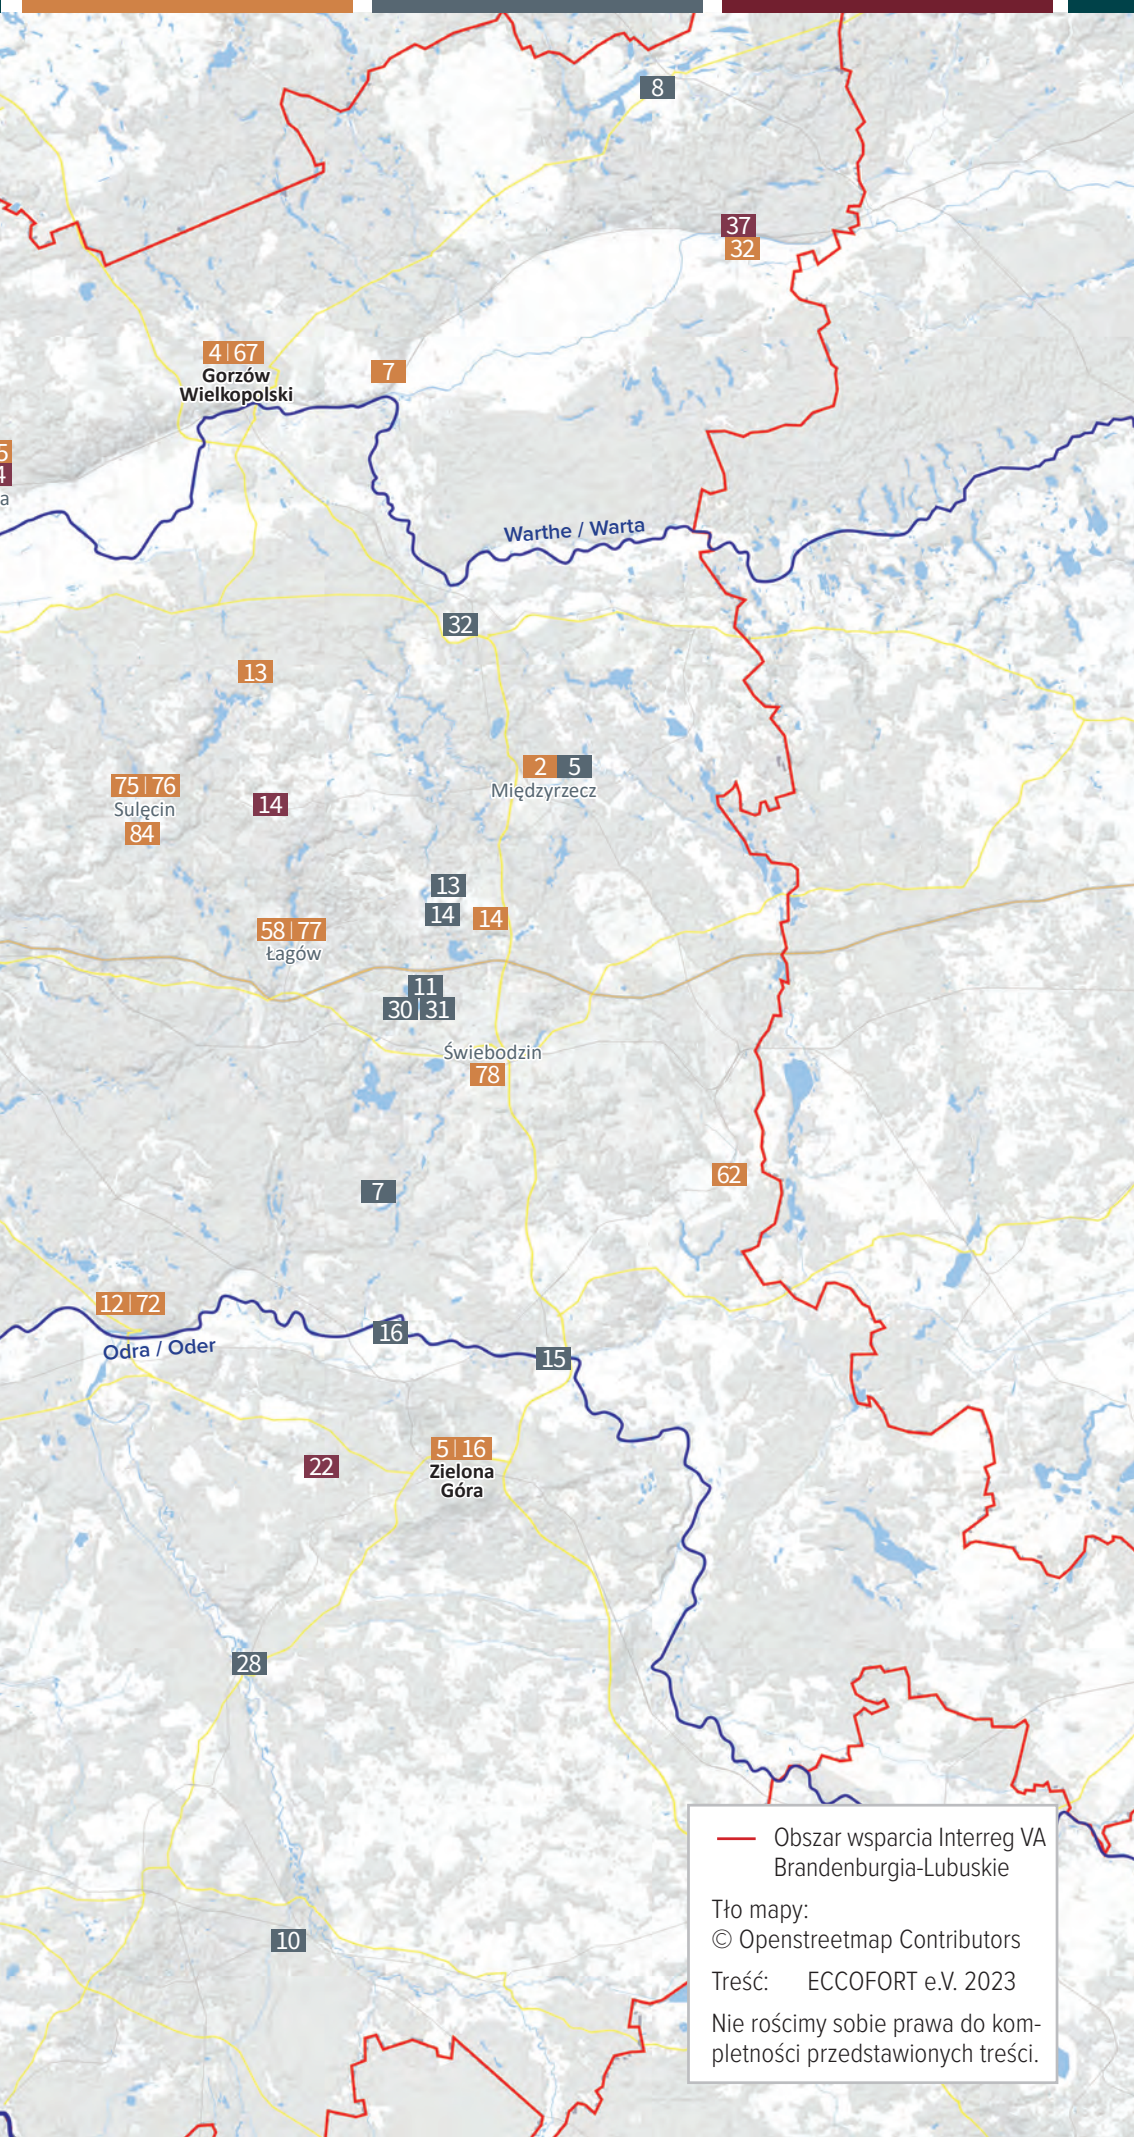 8
37
32
4 | 67
Gorzów
Wielkopolski
7
5
4
a
Warthe / Warta
32
13
2 5
Międzyrzecz
75 | 76
Sulęcin
84
14
13
14
14
58 | 77
Łagów
11
30 | 31
Świebodzin
78
62
7
12 | 72
Odra / Oder
16
15
5 | 16
Zielona
Góra
22
28
10
Obszar wsparcia Interreg VA
Brandenburgia-Lubuskie
Tło mapy:
© Openstreetmap Contributors
Treść: ECCOFORT e.V. 2023
Nie rościmy sobie prawa do kom-
pletności przedstawionych treści.